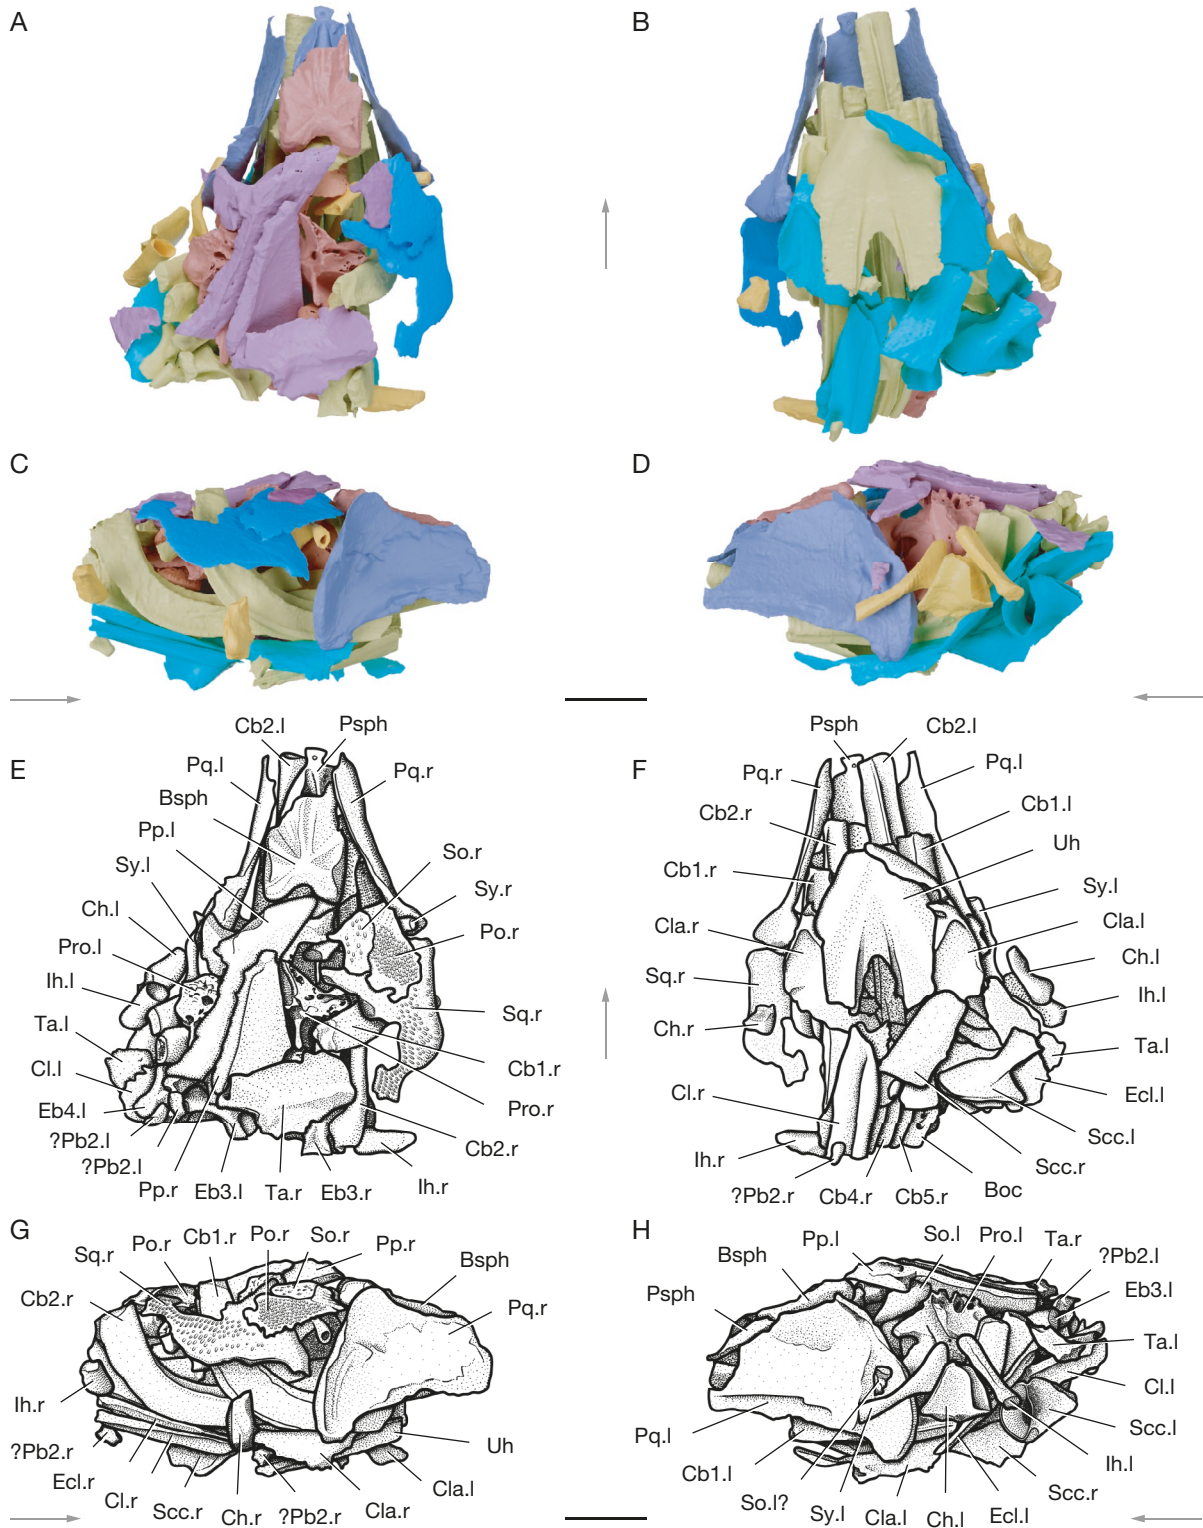 A
B
C
D
E
Cb2.l
Psph
Pq.l
Pq.r
Bsph
Pp.l
So.r
Sy.l
Sy.r
Ch.l
Po.r
Pro.l
Ih.l
Sq.r
Ta.l
Cb1.r
Cl.l
Pro.r
Eb4.l
?Pb2.l
Cb2.r
?Pb2.l
Pp.r
Eb3.l
Ta.r
Eb3.r
Ih.r
F
Psph
Cb2.l
Pq.r
Pq.l
Cb2.r
Cb1.l
Uh
Cb1.r
Sy.l
Cla.r
Cla.l
Sq.r
Ch.l
Ih.l
Ch.r
Ta.l
Cl.r
Ecl.l
Scc.l
Ih.r
Scc.r
?Pb2.r
Cb4.r
Cb5.r
Boc
G
Sq.r
Po.r
Cb1.r
Po.r
So.r
Pp.r
Bsph
Cb2.r
Pq.r
Ih.r
?Pb2.r
Uh
Ecl.r
Cl.r
Scc.r
Ch.r
?Pb2.r
Cla.r
Cla.l
H
Psph
Bsph
Pp.l
So.l
Pro.l
Ta.r
?Pb2.l
Eb3.l
Ta.l
Cl.l
Scc.l
Pq.l
Ih.l
Cb1.l
Scc.r
So.l?
Sy.l
Cla.l
Ch.l
Ecl.l